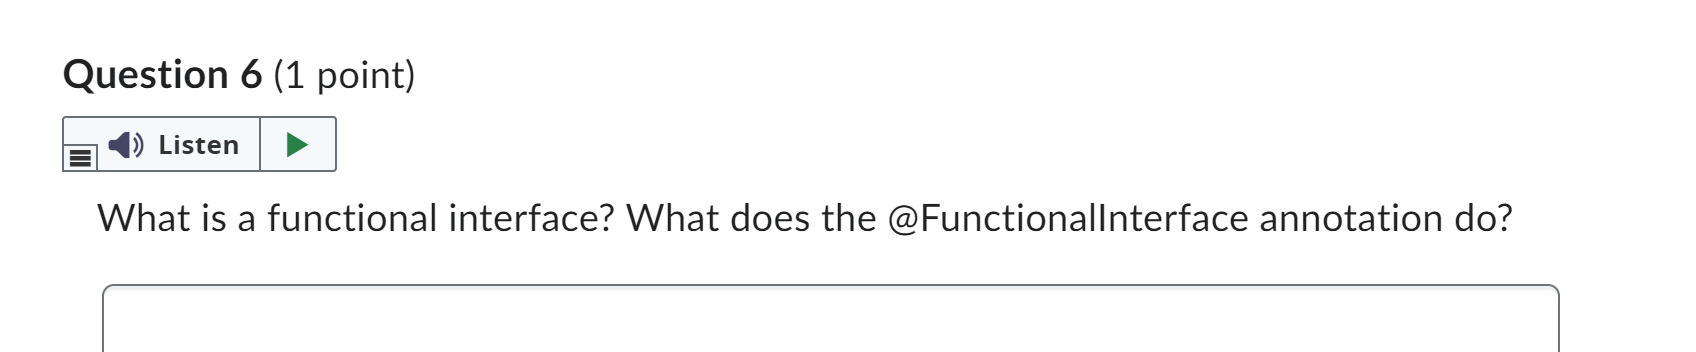 Question 6 (1 point)
Listen
What is a functional interface? What does the @FunctionalInterface annotation do?